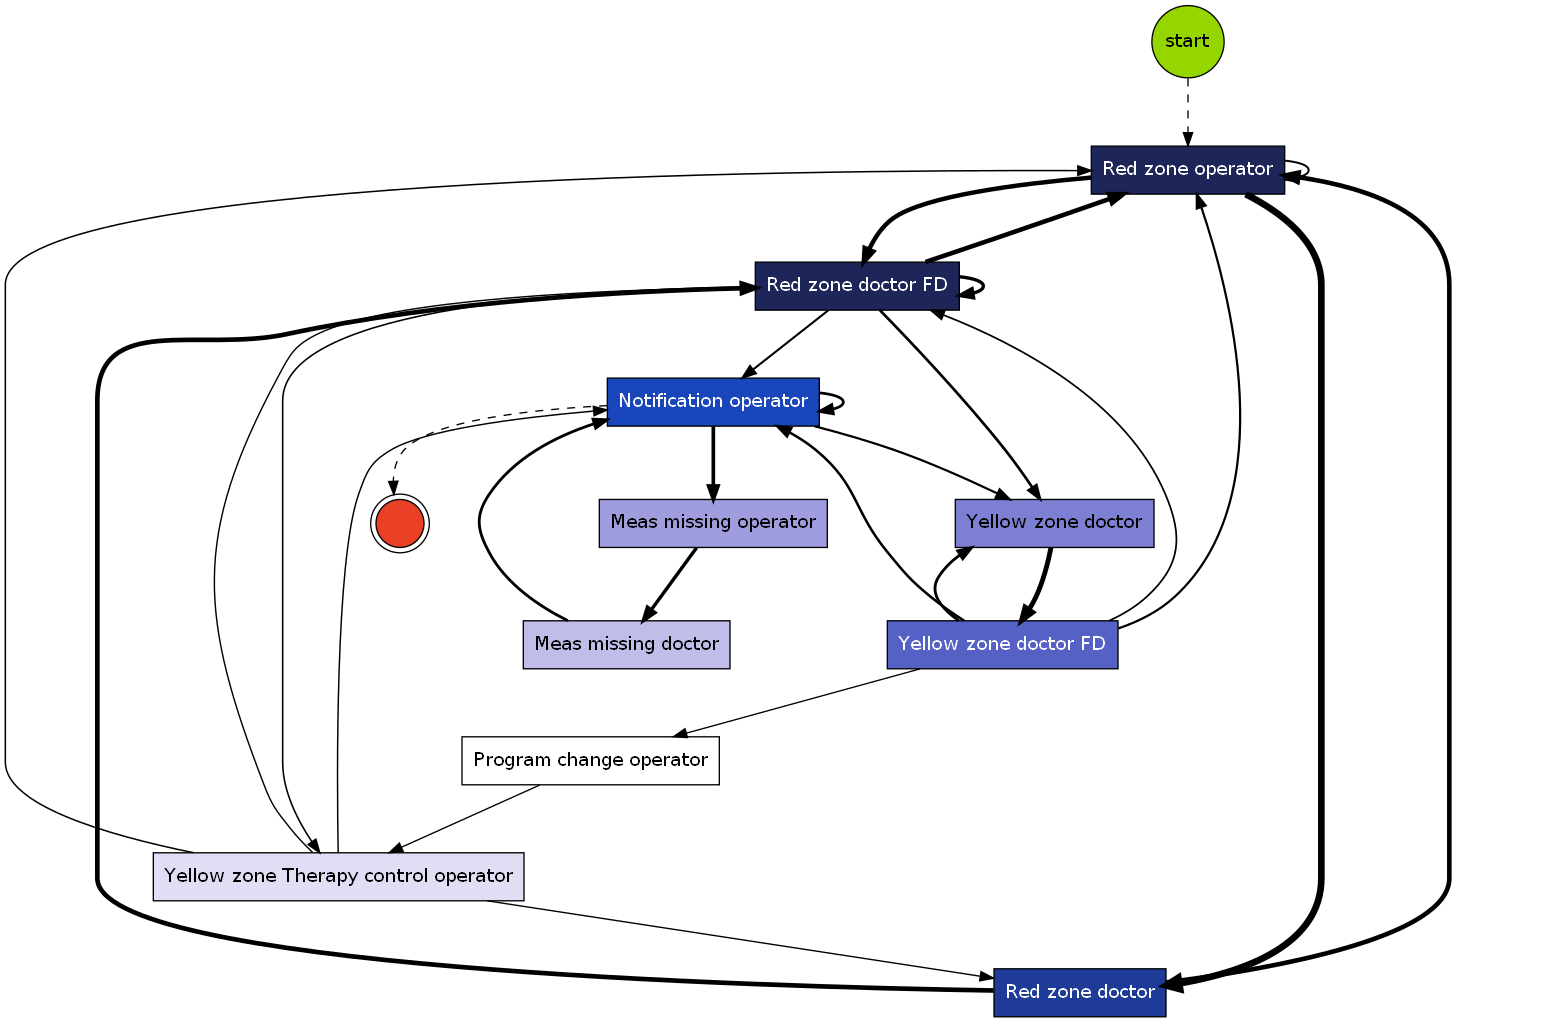 start
Red zone operator
Red zone doctor FD
Notification operator
Meas missing operator
Yellow zone doctor
Meas missing doctor
Yellow zone doctor FD
Program change operator
Yellow zone Therapy control operator
Red zone doctor